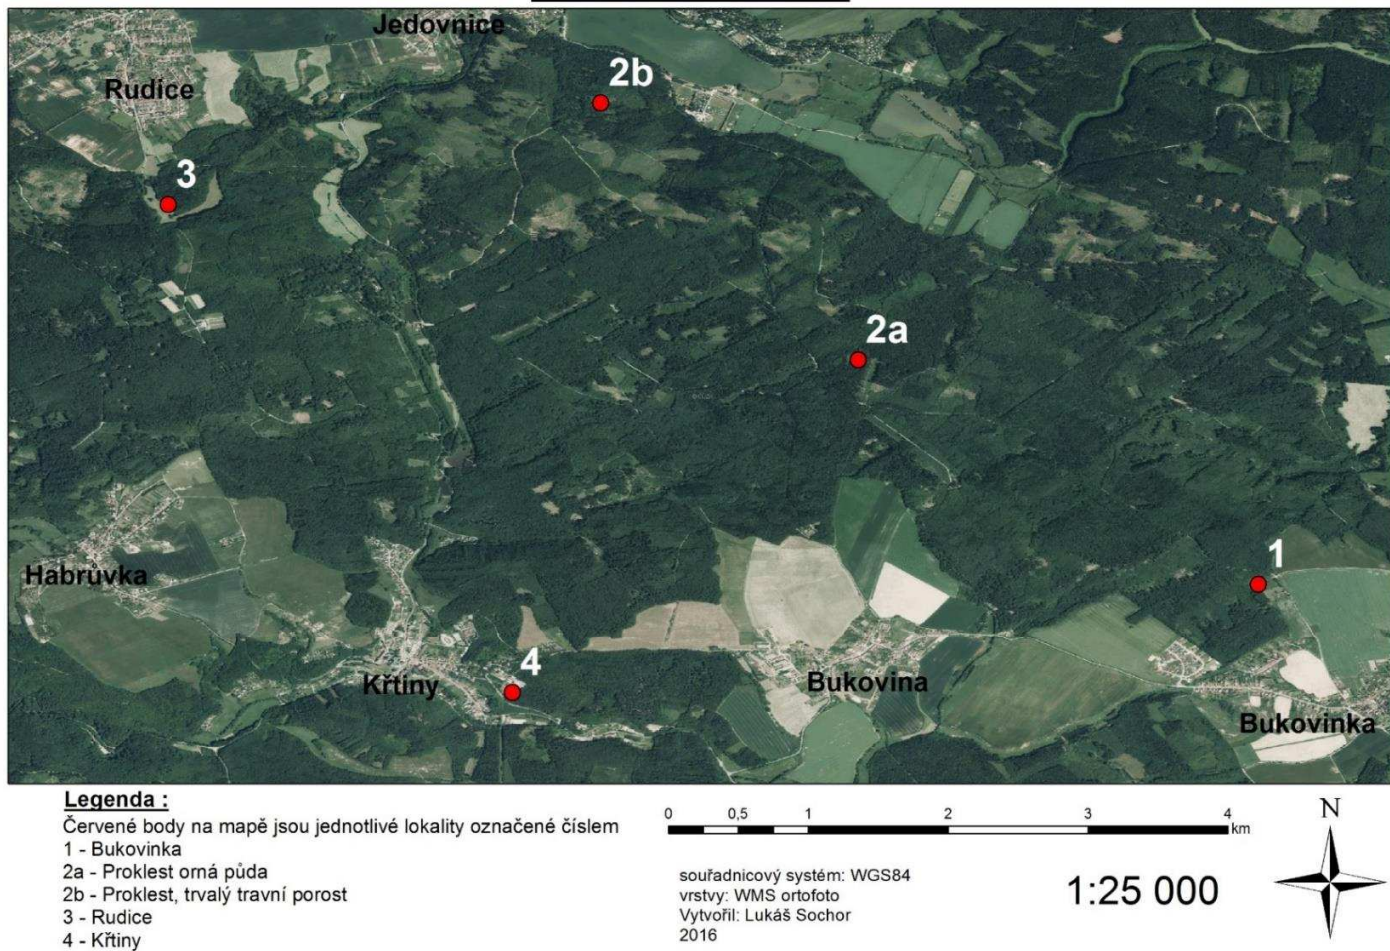 Jedovnice
Rudice
2b
3
2a
Habrůvka
1
Křtiny
4
Bukovina
Bukovinka
Legenda :
Červené body na mapě jsou jednotlivé lokality označené číslem
1 - Bukovinka
2a - Proklest orná půda
2b - Proklest, trvalý travní porost
3 - Rudice
4 - Křtiny
0 0,5 1 2 3 4
km
souřadnicový systém: WGS84
vrstvy: WMS ortofoto
Vytvořil: Lukáš Sochor
2016
1:25 000
N